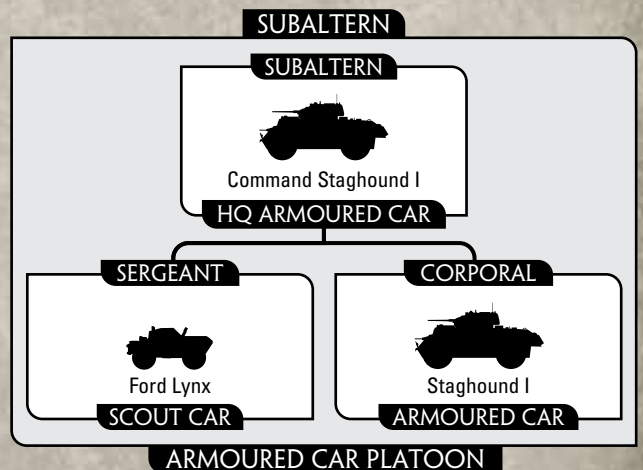 SUBALTERN
SUBALTERN
Command Staghound I
HQ ARMOURED CAR
SERGEANT
Ford Lynx
SCOUT CAR
CORPORAL
Staghound I
ARMOURED CAR
ARMOURED CAR PLATOON